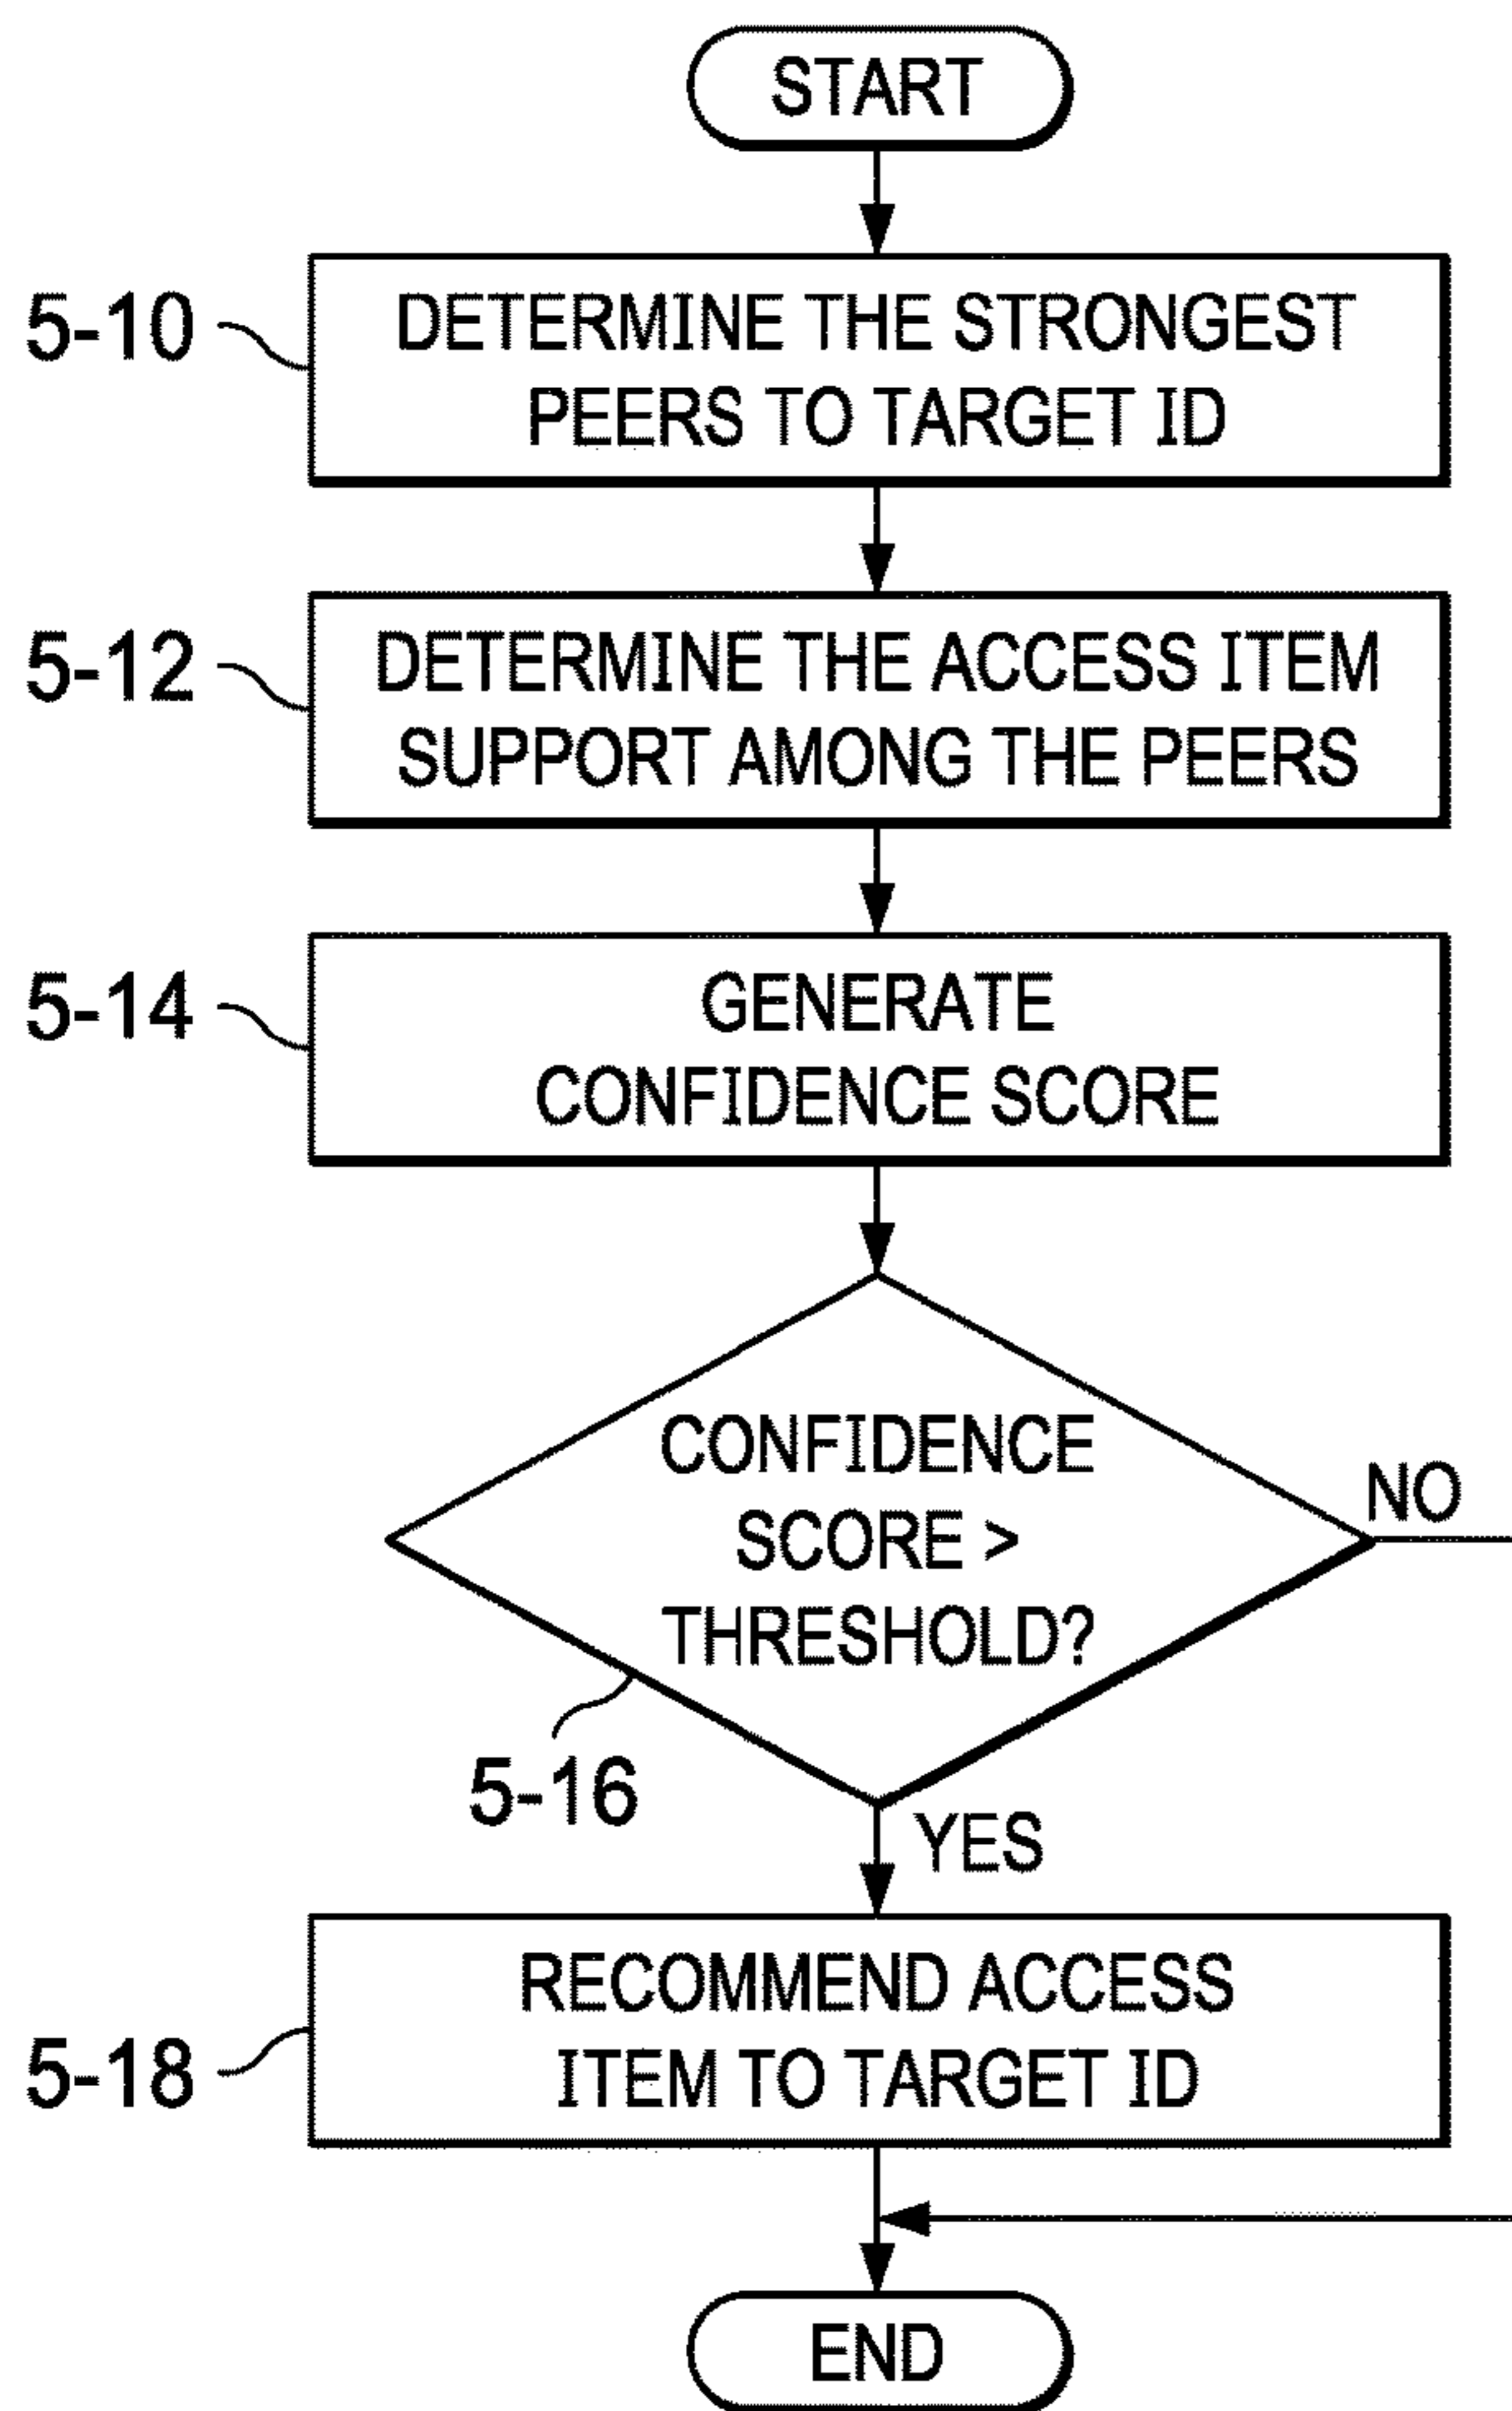 START
5-10
DETERMINE THE STRONGEST
PEERS TO TARGET ID
5-12
DETERMINE THE ACCESS ITEM
SUPPORT AMONG THE PEERS
5-14
GENERATE
CONFIDENCE SCORE
CONFIDENCE
SCORE >
THRESHOLD?
NO
5-16
YES
5-18
RECOMMEND ACCESS
ITEM TO TARGET ID
END